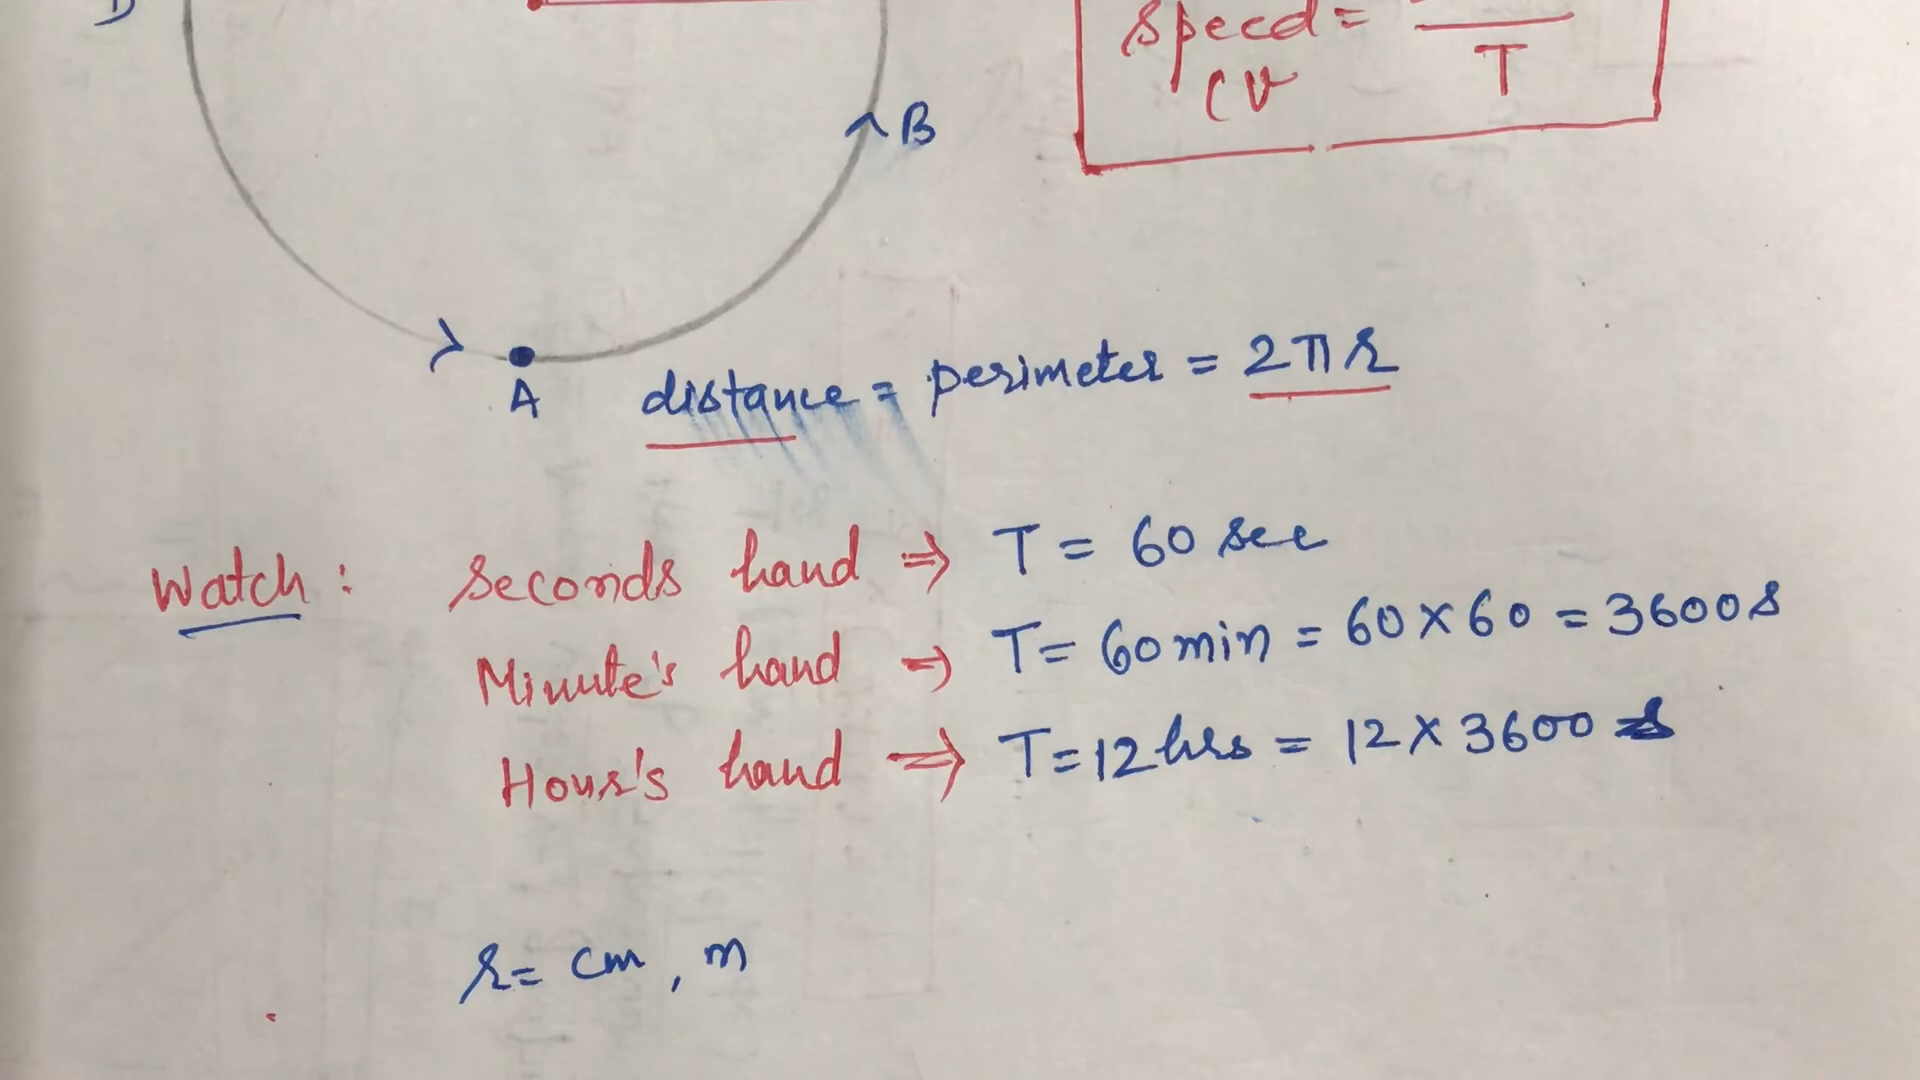 D
speed = ―
T
(v
B
A
distance = perimeter = 2πr
Watch : Seconds hand ⇒ T = 60 sec
Minute's hand ⇒ T = 60 min = 60 x 60 = 3600 s
Hour's hand ⇒ T = 12 hrs = 12 x 3600 s
r = cm, m